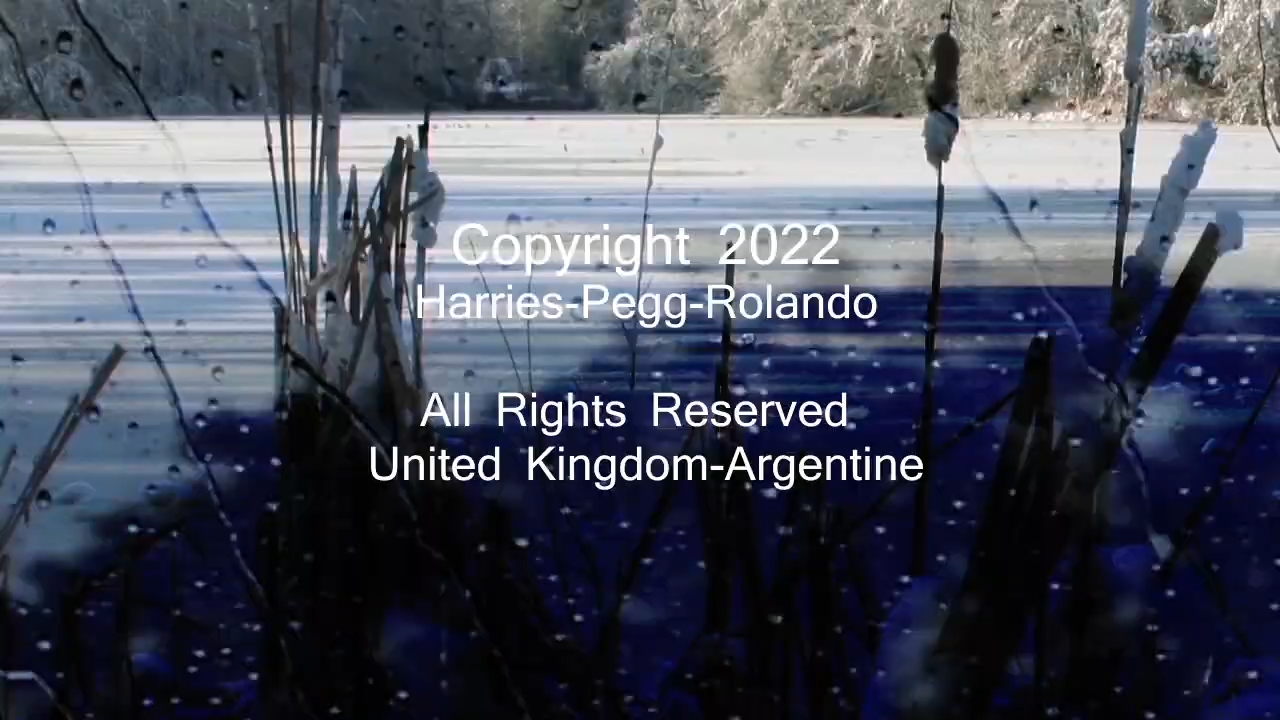 Copyright 2022
Harries-Pegg-Rolando
All Rights Reserved
United Kingdom-Argentine